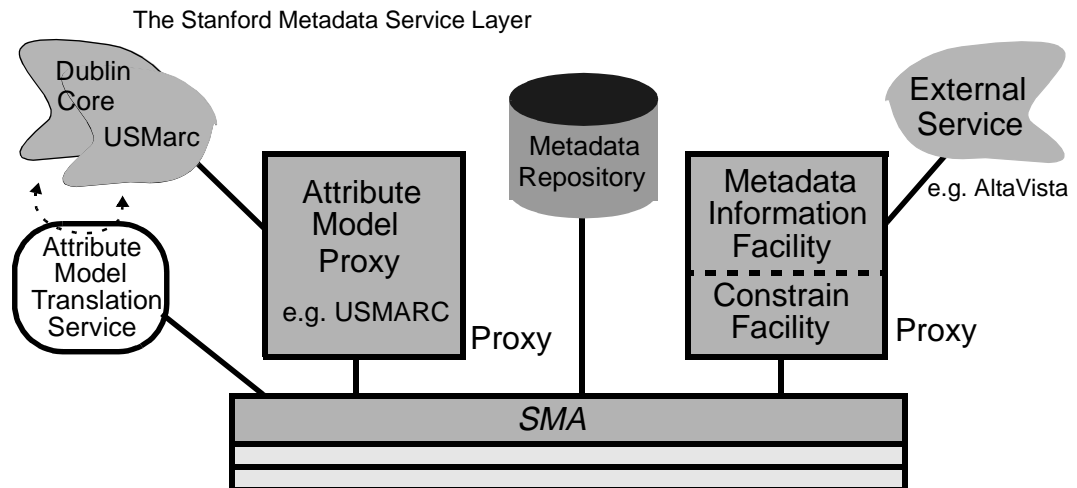 The Stanford Metadata Service Layer
Dublin
Core
USMarc
Attribute
Model
Translation
Service
Attribute
Model
Proxy
e.g. USMARC
Proxy
Metadata
Repository
Metadata
Information
Facility
Constrain
Facility
Proxy
External
Service
e.g. AltaVista
SMA